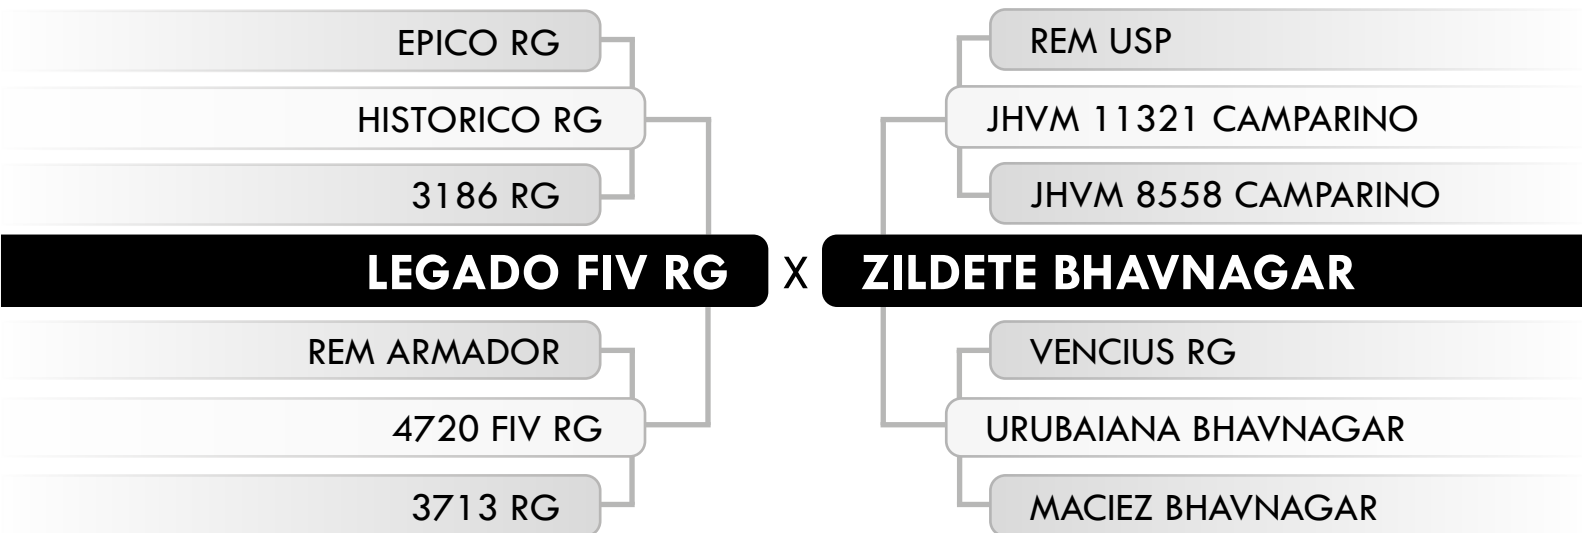 EPICO RG
HISTORICO RG
3186 RG
REM USP
JHVM 11321 CAMPARINO
JHVM 8558 CAMPARINO
LEGADO FIV RG X ZILDETE BHAVNAGAR
REM ARMADOR
4720 FIV RG
3713 RG
VENCIUS RG
URUBAIANA BHAVNAGAR
MACIEZ BHAVNAGAR